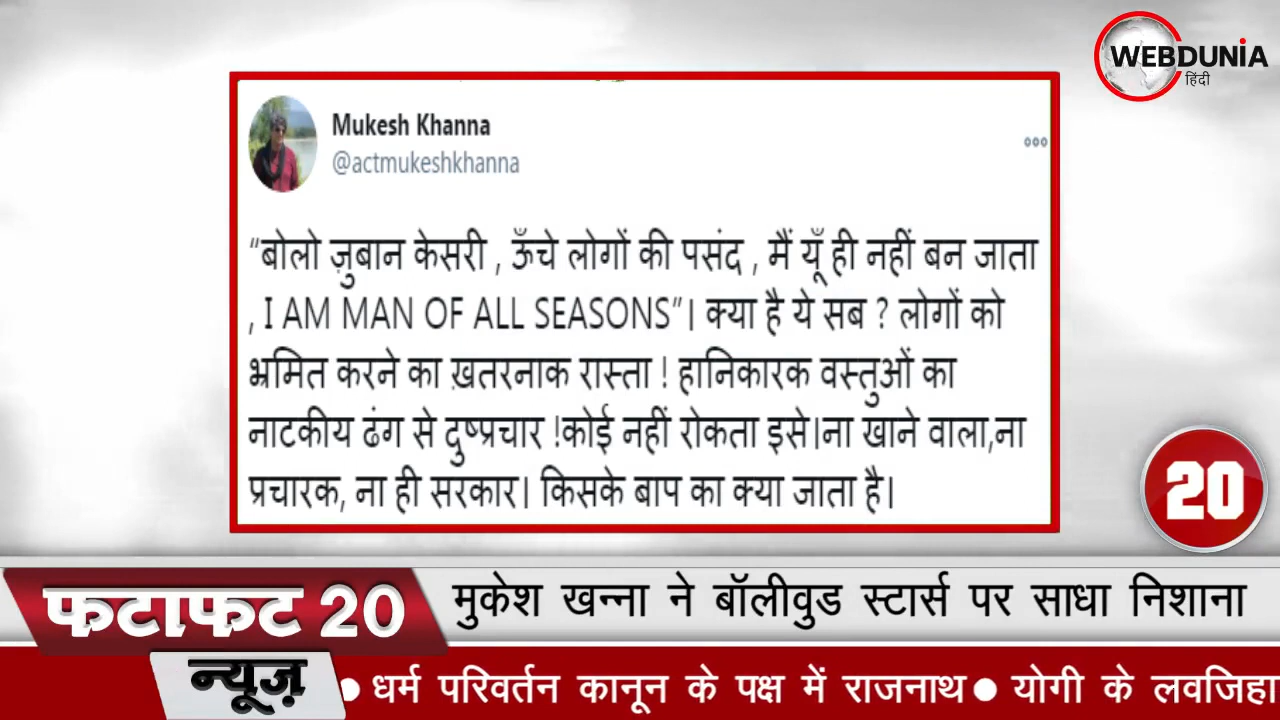 WEBDUNIA
हिंदी
Mukesh Khanna
@actmukeshkhanna
“बोलो ज़ुबान केसरी , ऊँचे लोगों की पसंद , मैं यूँ ही नहीं बन जाता
, I AM MAN OF ALL SEASONS”। क्या है ये सब ? लोगों को
भ्रमित करने का ख़तरनाक रास्ता ! हानिकारक वस्तुओं का
नाटकीय ढंग से दुष्प्रचार !कोई नहीं रोकता इसे।ना खाने वाला,ना
प्रचारक, ना ही सरकार। किसके बाप का क्या जाता है।
20
फटाफट 20
न्यूज़
मुकेश खन्ना ने बॉलीवुड स्टार्स पर साधा निशाना
● धर्म परिवर्तन कानून के पक्ष में राजनाथ● योगी के लवजिहा